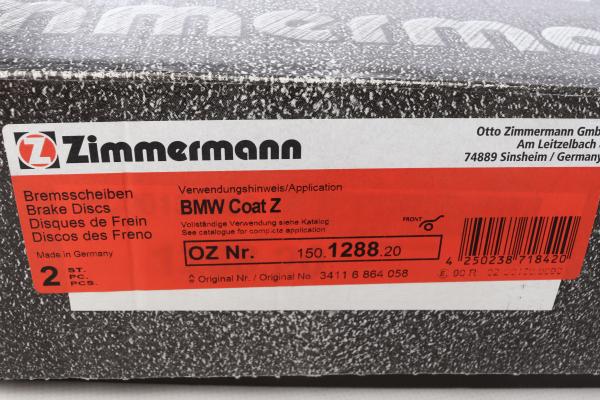 mmerma
Zimmermann
Otto Zimmermann Gmb
Am Leitzelbach
74889 Sinsheim / Germany
Bremsscheiben
Brake Discs
Disques de Frein
Discos des Freno
Made in Germany
2 ST.
PC.
PCS.
Verwendungshinweis/Application
BMW Coat Z
Vollständige Verwendung siehe Katalog
See catalogue for complete application
FRONT
OZ Nr. 150.1288.20
Original Nr. / Original No. 3411 6 864 058
4 250238 718420
E 90 R